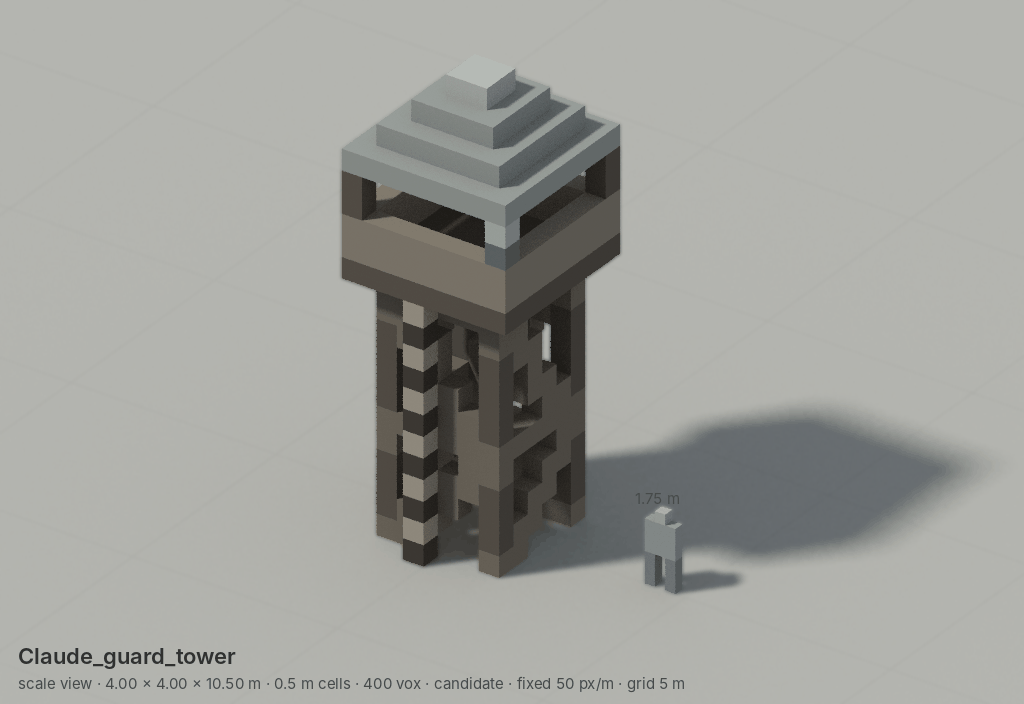 1.75 m
Claude_guard_tower
scale view · 4.00 × 4.00 × 10.50 m · 0.5 m cells · 400 vox · candidate · fixed 50 px/m · grid 5 m